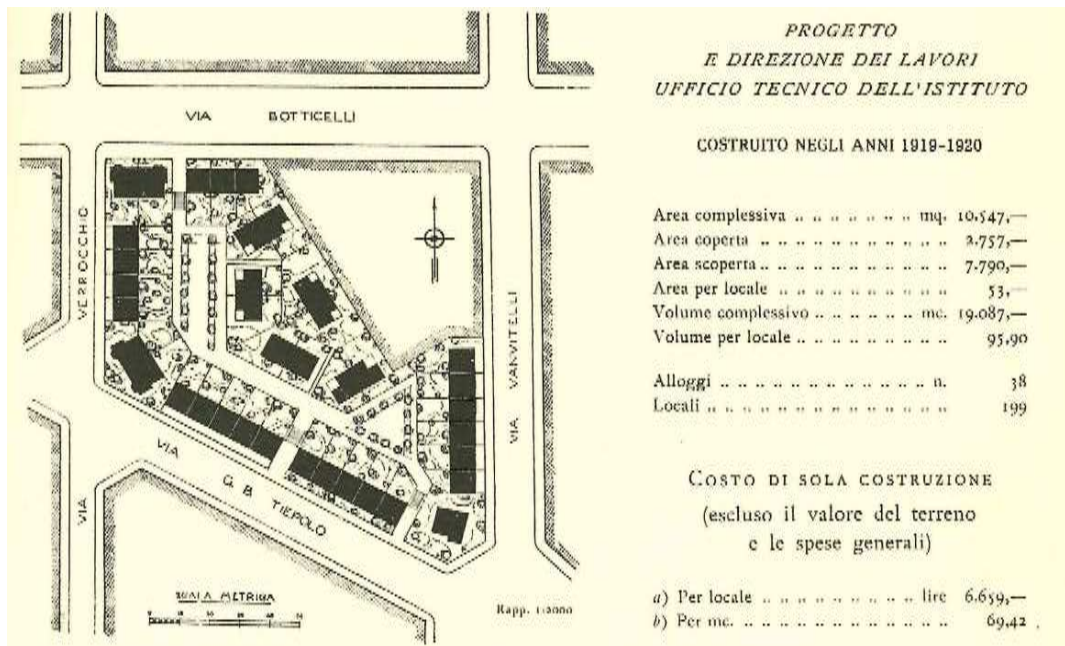 VIA BOTTICELLI
VERROCCHIO
VIA
VIA VANVITELLI
VIA
G. B. TIEPOLO
SCALA METRICA
Rapp. 1:2000
PROGETTO
E DIREZIONE DEI LAVORI
UFFICIO TECNICO DELL'ISTITUTO
COSTRUITO NEGLI ANNI 1919-1920
Area complessiva .. .. .. .. .. .. .. mq. 10.547,—
Area coperta .. .. .. .. .. .. .. .. .. .. 2.757,—
Area scoperta .. .. .. .. .. .. .. .. .. .. 7.790,—
Area per locale .. .. .. .. .. .. .. .. .. 53,—
Volume complessivo .. .. .. .. .. .. mc. 19.087,—
Volume per locale .. .. .. .. .. .. .. .. 95,90
Alloggi .. .. .. .. .. .. .. .. .. .. .. n. 38
Locali .. .. .. .. .. .. .. .. .. .. .. .. 199
COSTO DI SOLA COSTRUZIONE
(escluso il valore del terreno
e le spese generali)
a) Per locale .. .. .. .. .. .. .. .. lire 6.659,—
b) Per mc. .. .. .. .. .. .. .. .. .. .. 69,42